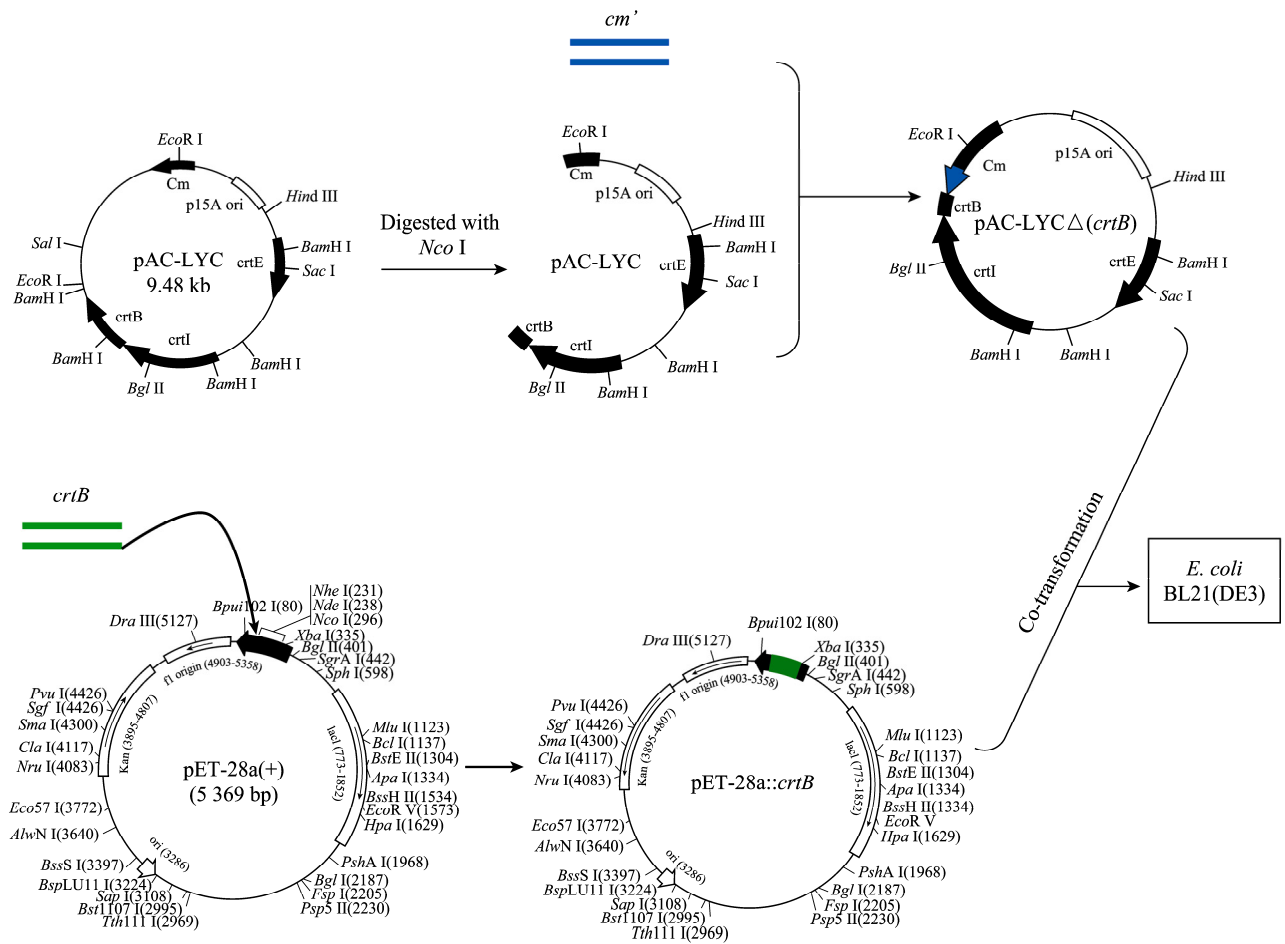 cm’
EcoR I
Cm
p15A ori
Hind III
Sal I
BamH I
crtE
Sac I
pAC-LYC
9.48 kb
EcoR I
BamH I
crtB
crtI
BamH I
BamH I
Bgl II
BamH I
Digested with
Nco I
EcoR I
Cm
p15A ori
Hind III
BamH I
pAC-LYC
crtE
Sac I
crtB
crtI
BamH I
Bgl II
BamH I
EcoR I
p15A ori
Cm
Hind III
crtB
pAC-LYC△(crtB)
Bgl II
crtI
crtE
BamH I
Sac I
BamH I
BamH I
crtB
Nhe I(231)
Nde I(238)
Nco I(296)
Bpui102 I(80)
Dra III(5127)
Xba I(335)
Bgl II(401)
SgrA I(442)
Sph I(598)
f1 origin (4903-5358)
Pvu I(4426)
Sgf I(4426)
Sma I(4300)
Cla I(4117)
Nru I(4083)
Kan (3895-4807)
lacI (773-1852)
Mlu I(1123)
Bcl I(1137)
BstE II(1304)
Apa I(1334)
BssH II(1534)
EcoR V(1573)
Hpa I(1629)
pET-28a(+)
(5 369 bp)
Eco57 I(3772)
AlwN I(3640)
ori (3286)
BssS I(3397)
BspLU11 I(3224)
Sap I(3108)
Bst1107 I(2995)
Tth111 I(2969)
PshA I(1968)
Bgl I(2187)
Fsp I(2205)
Psp5 II(2230)
Bpui102 I(80)
Dra III(5127)
Xba I(335)
Bgl II(401)
SgrA I(442)
Sph I(598)
f1 origin (4903-5358)
Pvu I(4426)
Sgf I(4426)
Sma I(4300)
Cla I(4117)
Nru I(4083)
Kan (3895-4807)
lacI (773-1852)
Mlu I(1123)
Bcl I(1137)
BstE II(1304)
Apa I(1334)
BssH II(1334)
EcoR V
Hpa I(1629)
pET-28a::crtB
Eco57 I(3772)
AlwN I(3640)
ori (3286)
BssS I(3397)
BspLU11 I(3224)
Sap I(3108)
Bst1107 I(2995)
Tth111 I(2969)
PshA I(1968)
Bgl I(2187)
Fsp I(2205)
Psp5 II(2230)
Co-transformation
E. coli
BL21(DE3)